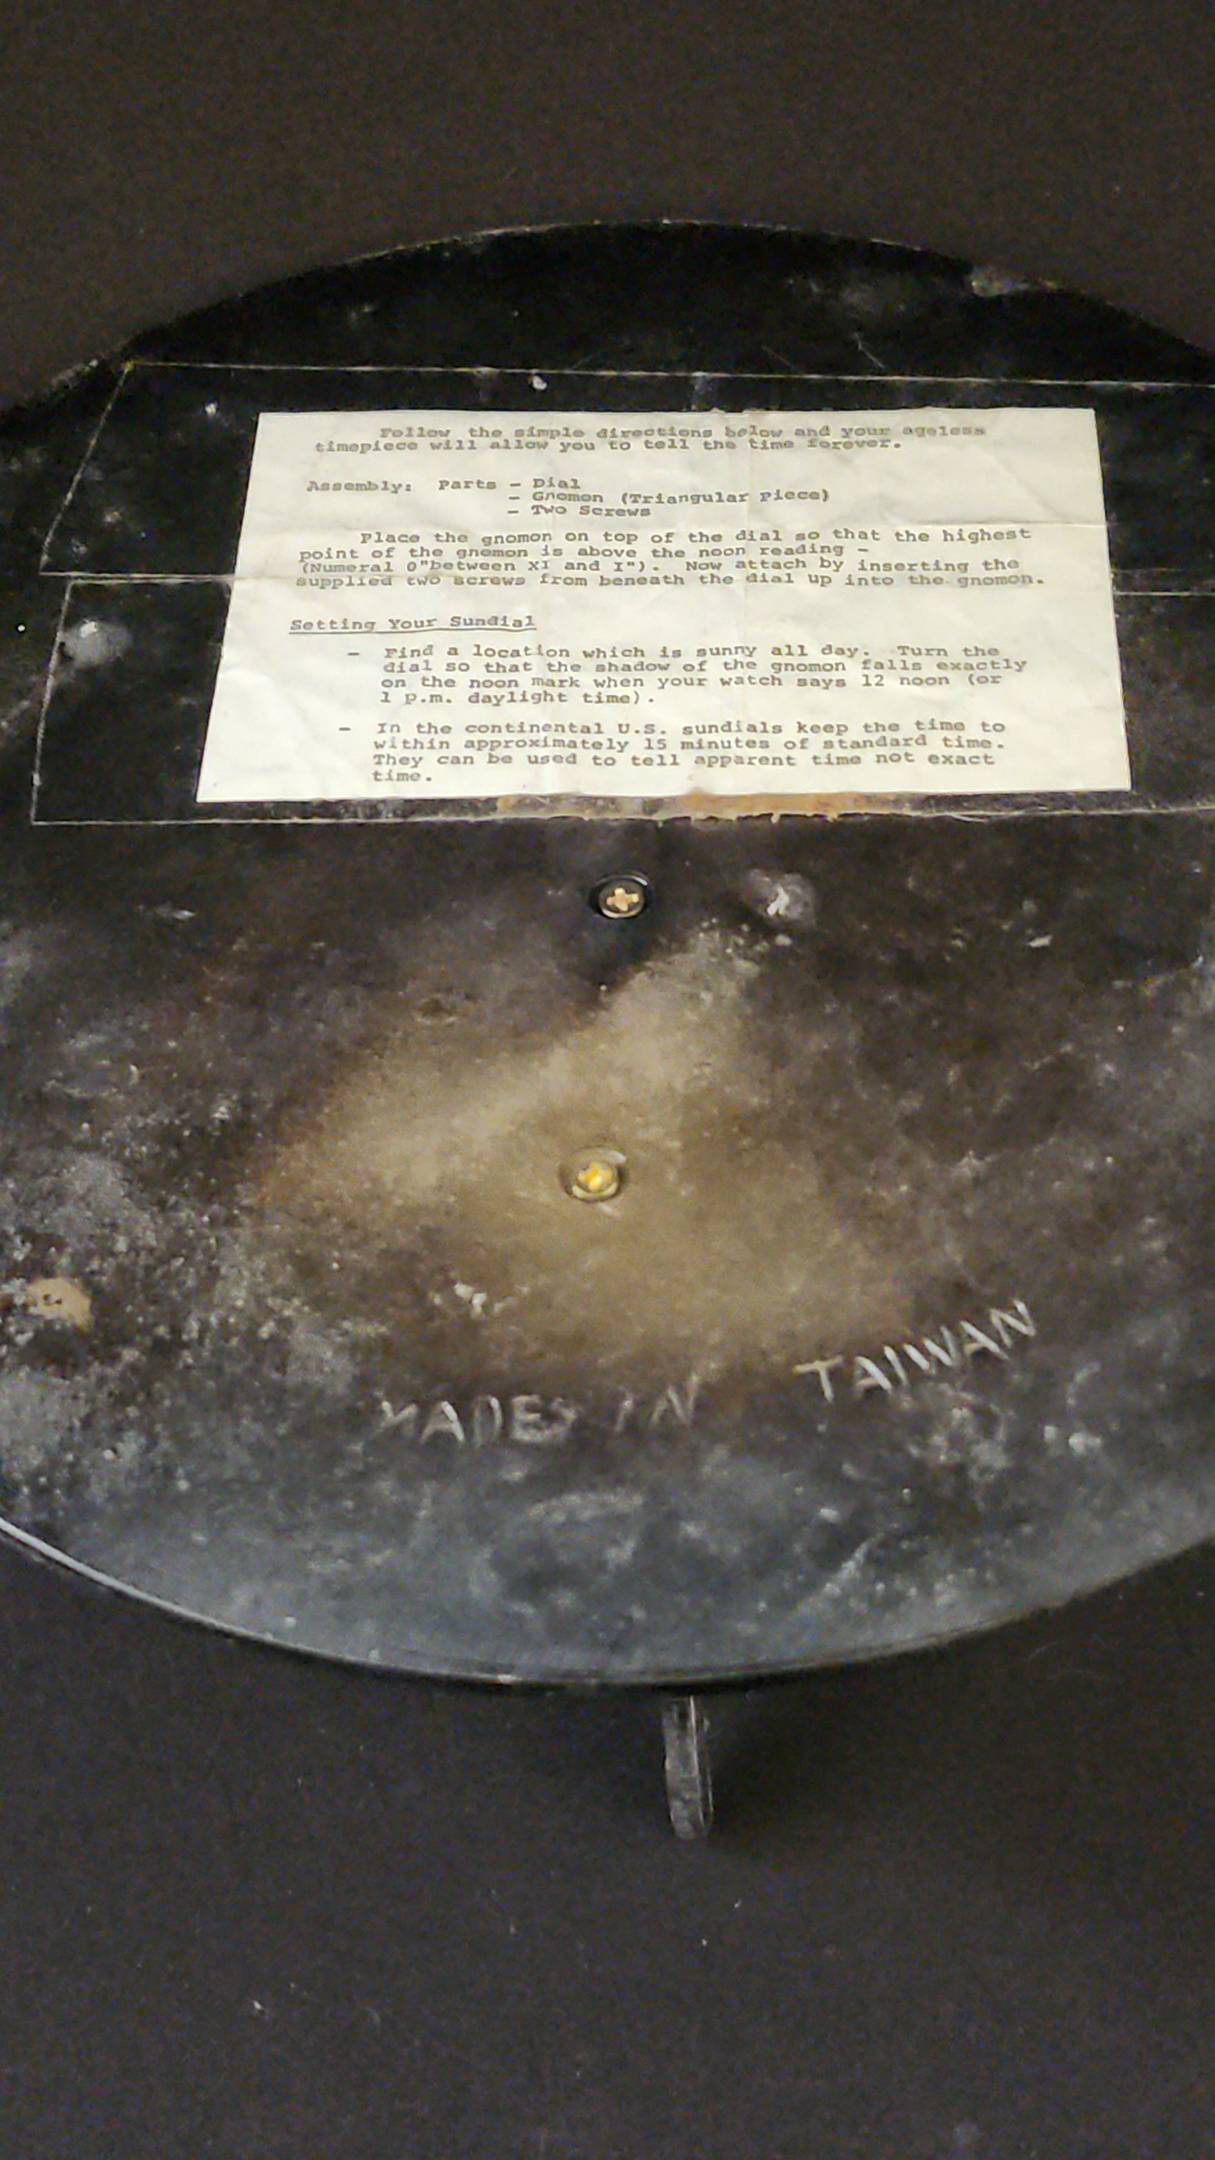 Follow the simple directions below and your ageless
timepiece will allow you to tell the time forever.
Assembly: Parts - Dial
- Gnomon (Triangular Piece)
- Two Screws
Place the gnomon on top of the dial so that the highest
point of the gnomon is above the noon reading -
(Numeral 0"between XI and I"). Now attach by inserting the
supplied two screws from beneath the dial up into the gnomon.
Setting Your Sundial
- Find a location which is sunny all day. Turn the
dial so that the shadow of the gnomon falls exactly
on the noon mark when your watch says 12 noon (or
1 p.m. daylight time).
- In the continental U.S. sundials keep the time to
within approximately 15 minutes of standard time.
They can be used to tell apparent time not exact
time.
MADES IN TAIWAN